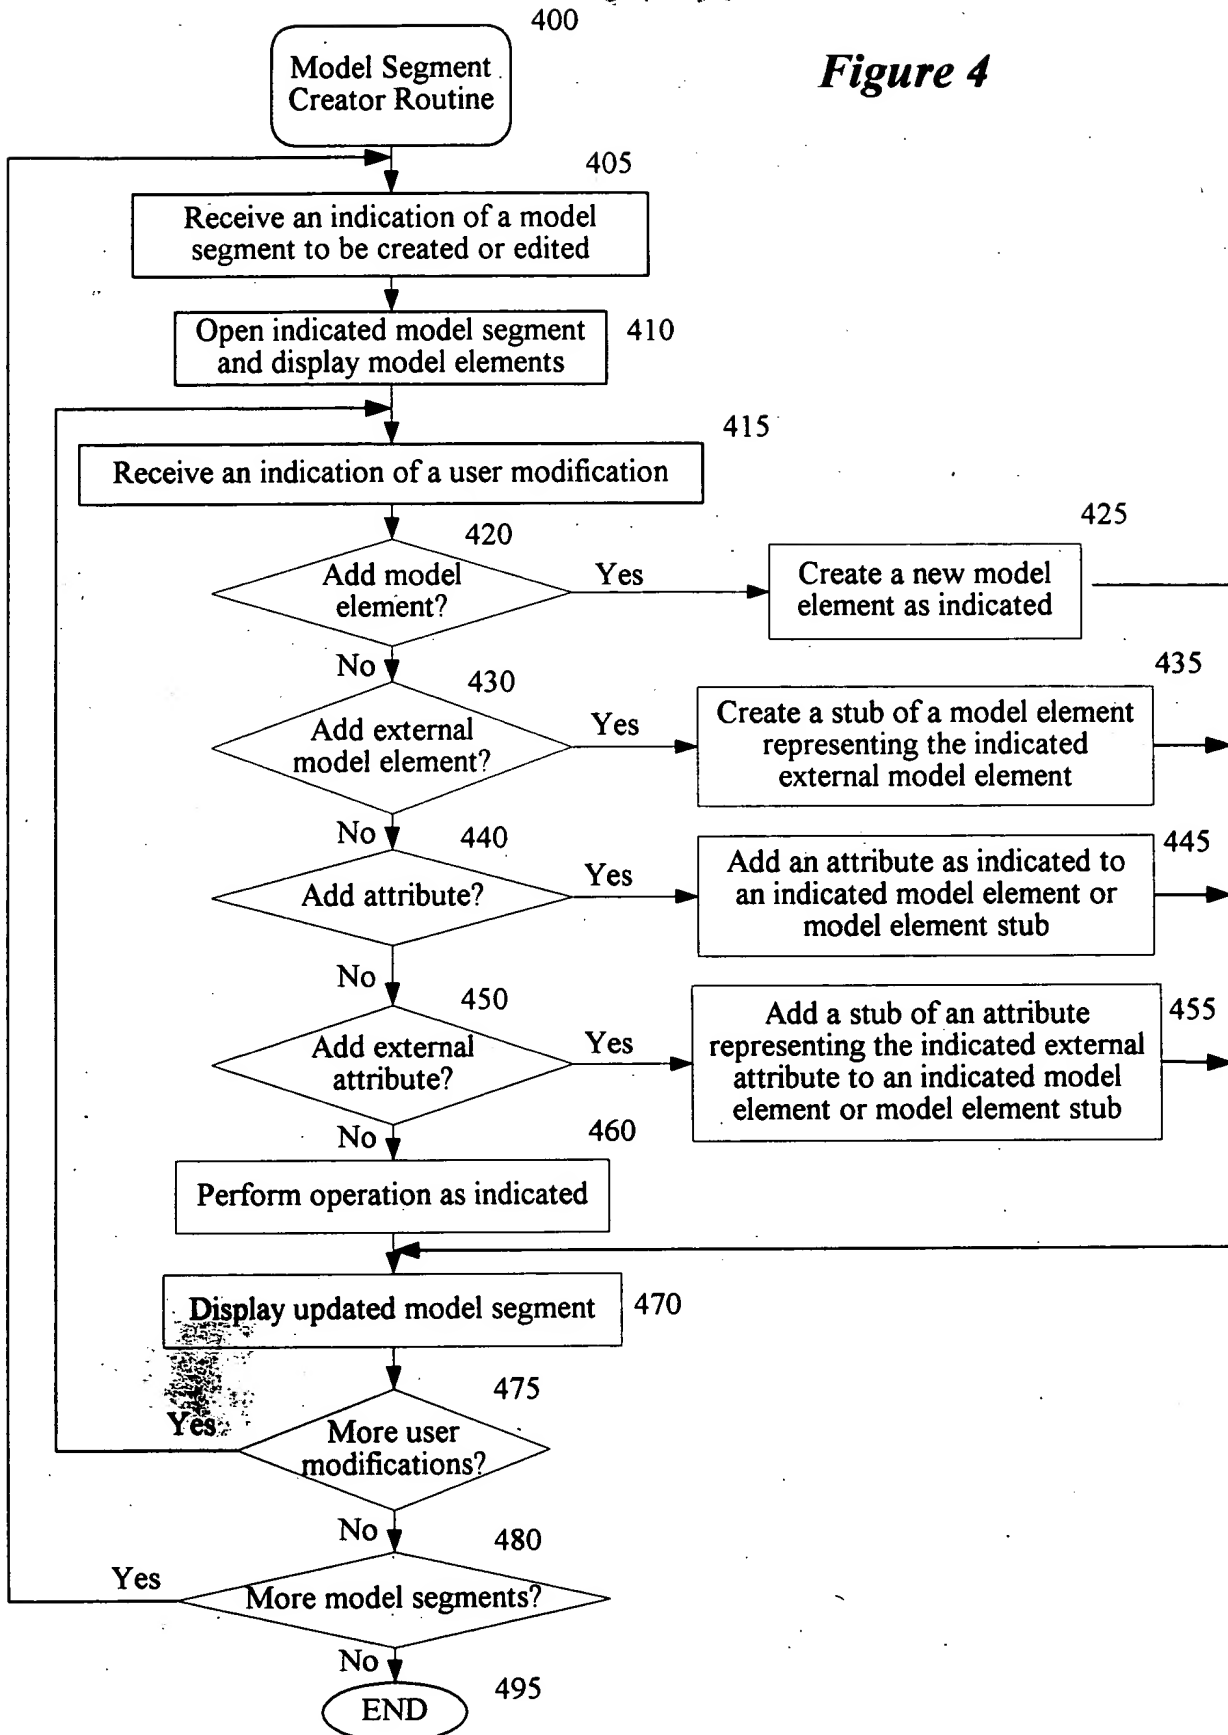 400
Figure 4
Model Segment
Creator Routine
405
Receive an indication of a model
segment to be created or edited
Open indicated model segment
and display model elements
410
415
Receive an indication of a user modification
420
Add model
element?
Yes
425
Create a new model
element as indicated
No
430
Add external
model element?
Yes
435
Create a stub of a model element
representing the indicated
external model element
No
440
Add attribute?
Yes
445
Add an attribute as indicated to
an indicated model element or
model element stub
No
450
Add external
attribute?
Yes
455
Add a stub of an attribute
representing the indicated external
attribute to an indicated model
element or model element stub
No
460
Perform operation as indicated
Display updated model segment
470
475
Yes
More user
modifications?
No
480
Yes
More model segments?
No
495
END